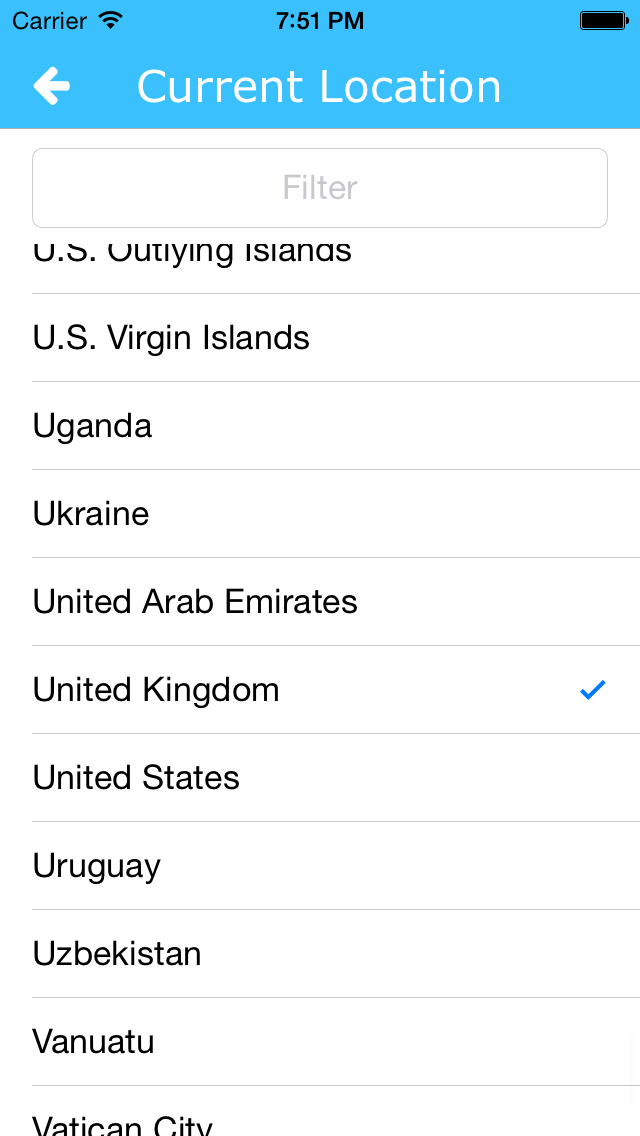 Carrier 7:51 PM
Current Location
Filter
U.S. Outlying Islands
U.S. Virgin Islands
Uganda
Ukraine
United Arab Emirates
United Kingdom
United States
Uruguay
Uzbekistan
Vanuatu
Vatican City